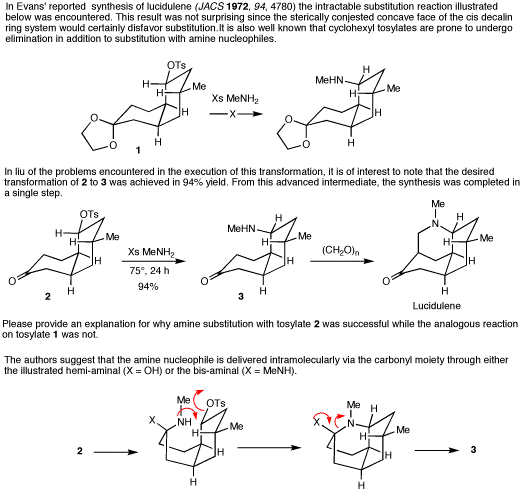 In Evans' reported synthesis of lucidulene (JACS 1972, 94, 4780) the intractable substitution reaction illustrated
below was encountered. This result was not surprising since the sterically conjested concave face of the cis decalin
ring system would certainly disfavor substitution.It is also well known that cyclohexyl tosylates are prone to undergo
elimination in addition to substitution with amine nucleophiles.
OTs
H
H
Me
H
H
O
O
1
Xs MeNH2
X
MeHN
H
H
Me
H
H
O
O
In liu of the problems encountered in the execution of this transformation, it is of interest to note that the desired
transformation of 2 to 3 was achieved in 94% yield. From this advanced intermediate, the synthesis was completed in
a single step.
OTs
H
H
Me
H
H
O
2
Xs MeNH2
75°, 24 h
94%
MeHN
H
H
Me
H
H
O
3
(CH2O)n
Me
N
H
H
Me
H
H
O
Lucidulene
Please provide an explanation for why amine substitution with tosylate 2 was successful while the analogous reaction
on tosylate 1 was not.
The authors suggest that the amine nucleophile is delivered intramolecularly via the carbonyl moiety through either
the illustrated hemi-aminal (X = OH) or the bis-aminal (X = MeNH).
2
X
Me
NH
OTs
H
Me
H
H
X
Me
N
H
H
Me
H
H
3